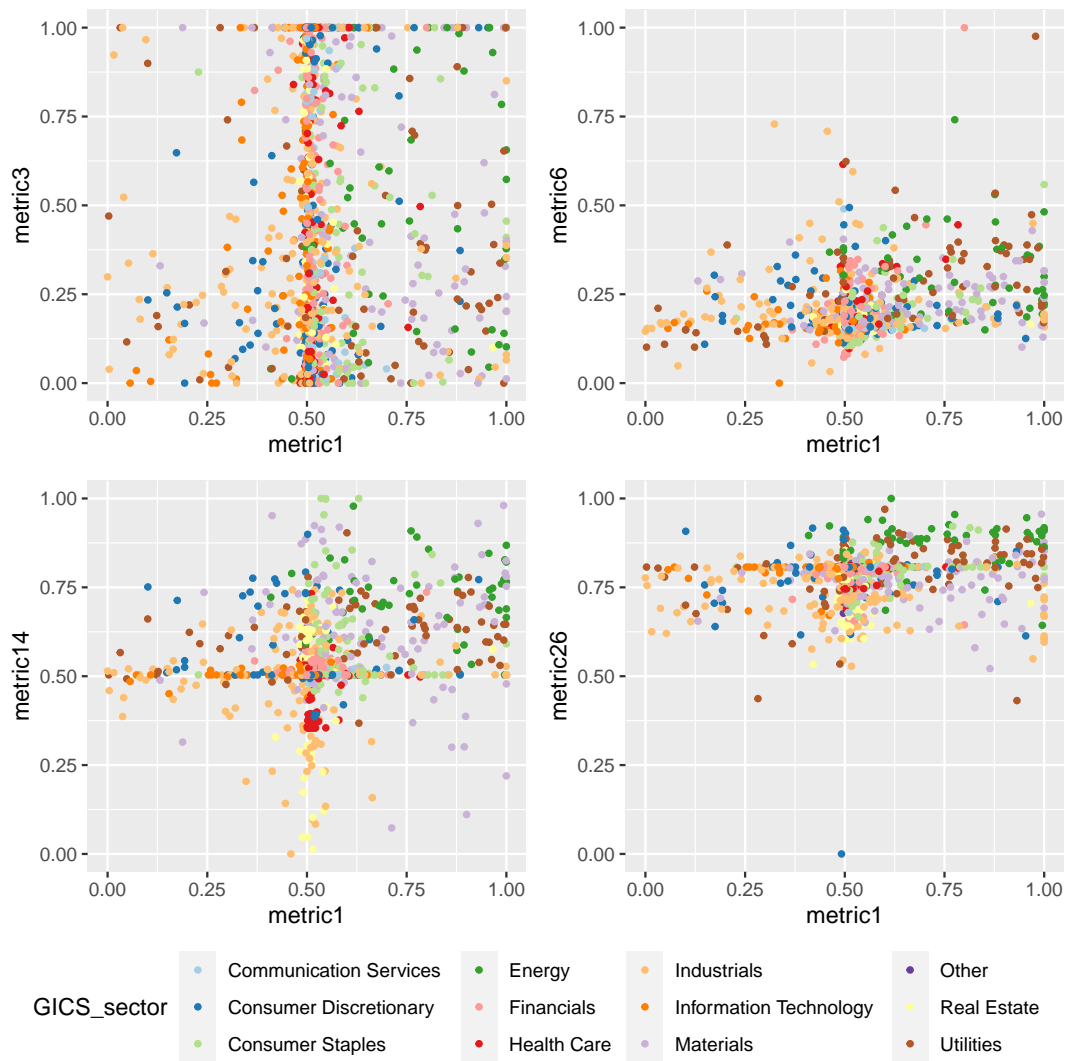 1.00
0.75
0.50
0.25
0.00
metric3
0.00 0.25 0.50 0.75 1.00
metric1
1.00
0.75
0.50
0.25
0.00
metric6
0.00 0.25 0.50 0.75 1.00
metric1
1.00
0.75
0.50
0.25
0.00
metric14
0.00 0.25 0.50 0.75 1.00
metric1
1.00
0.75
0.50
0.25
0.00
metric26
0.00 0.25 0.50 0.75 1.00
metric1
GICS_sector
Communication Services
Consumer Discretionary
Consumer Staples
Energy
Financials
Health Care
Industrials
Information Technology
Materials
Other
Real Estate
Utilities